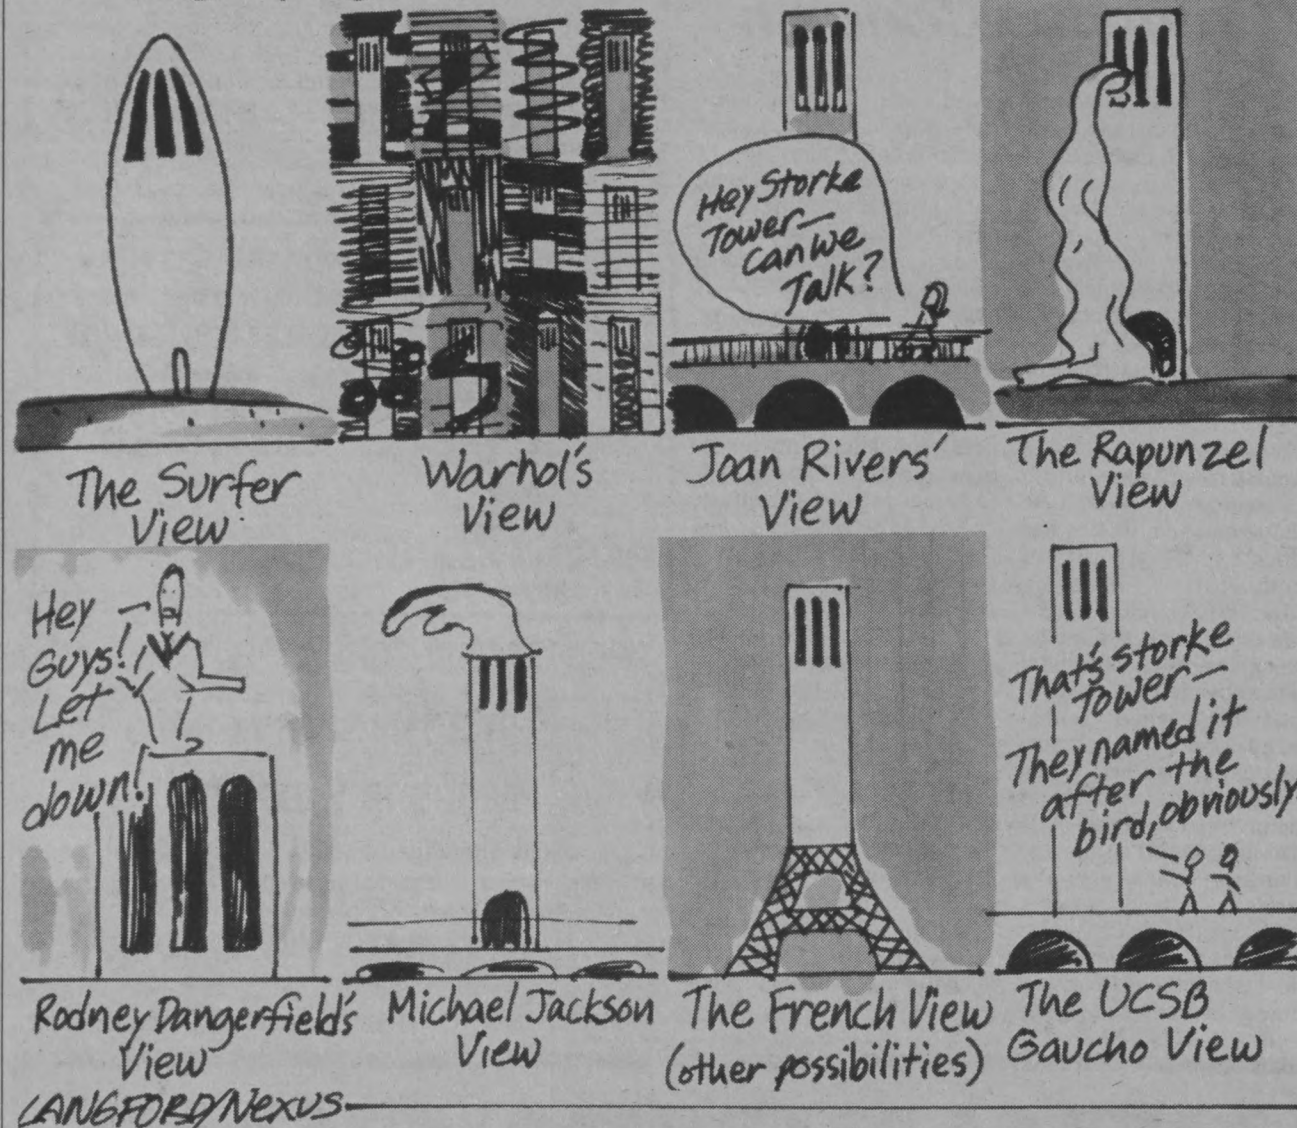 Hey Storke
Tower—
can we
Talk?
The Surfer
View
Warhol's
View
Joan Rivers'
View
The Rapunzel
View
Hey
Guys!
Let
me
down!
That's Storke
Tower—
They named it
after the
bird, obviously
Rodney Dangerfield's
View
Michael Jackson
View
The French View
(other possibilities)
The UCSB
Gaucho View
LANGFORD/NEXUS